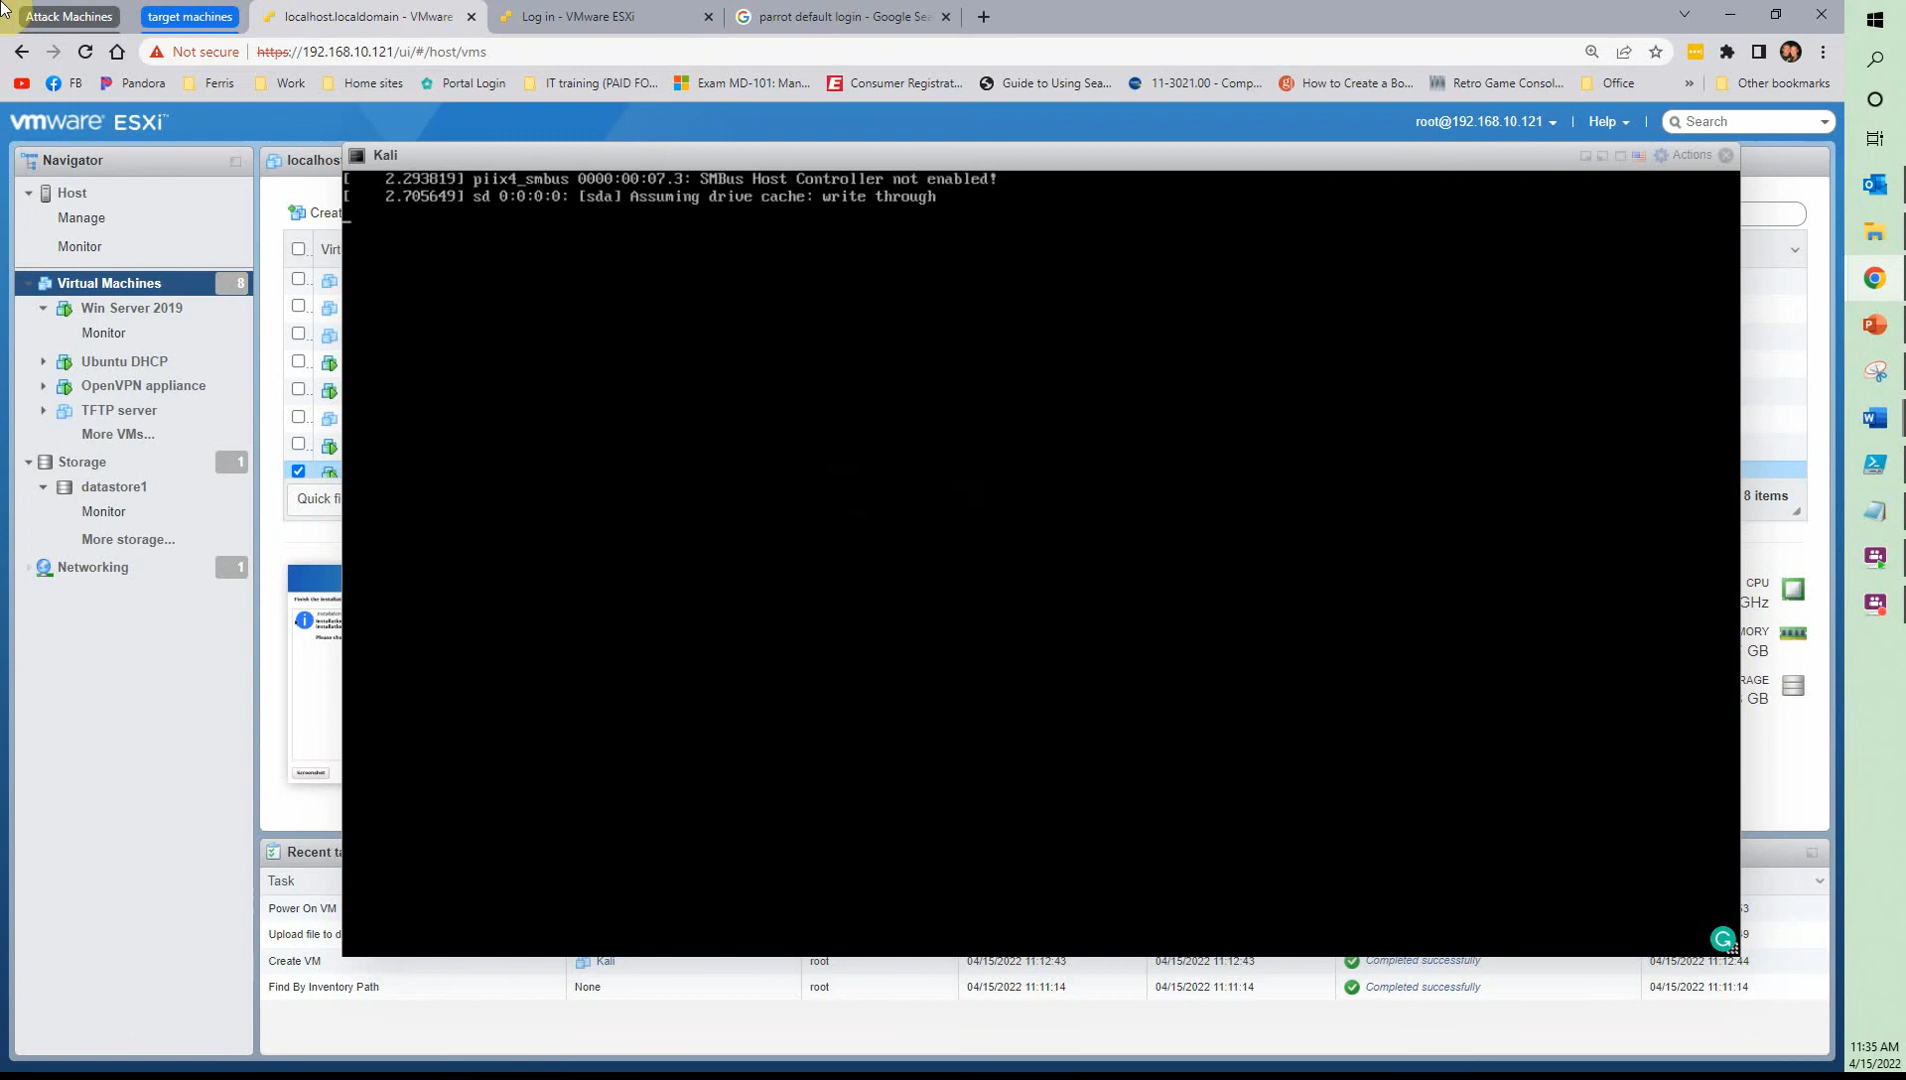 Attack Machines
target machines
localhost.localdomain - VMware
Log in - VMware ESXi
parrot default login - Google Sea
Not secure
https://192.168.10.121/ui/#/host/vms
FB
Pandora
Ferris
Work
Home sites
Portal Login
IT training (PAID FO...
Exam MD-101: Man...
Consumer Registrat...
Guide to Using Sea...
11-3021.00 - Comp...
How to Create a Bo...
Retro Game Consol...
Office
»
Other bookmarks
vmware ESXi
root@192.168.10.121
Help
Search
Navigator
Host
Manage
Monitor
Virtual Machines
8
Win Server 2019
Monitor
Ubuntu DHCP
OpenVPN appliance
TFTP server
More VMs...
Storage
1
datastore1
Monitor
More storage...
Networking
1
localhos
Crea
Virt
Quick fi
Screenshot
Kali
Actions
[    2.293819] piix4_smbus 0000:00:07.3: SMBus Host Controller not enabled!
[    2.705649] sd 0:0:0:0: [sda] Assuming drive cache: write through
8 items
CPU
GHz
MORY
GB
RAGE
GB
Recent ta
Task
Power On VM
53
Upload file to d
49
Create VM
Kali
root
04/15/2022 11:12:43
04/15/2022 11:12:43
Completed successfully
04/15/2022 11:12:44
Find By Inventory Path
None
root
04/15/2022 11:11:14
04/15/2022 11:11:14
Completed successfully
04/15/2022 11:11:14
11:35 AM
4/15/2022